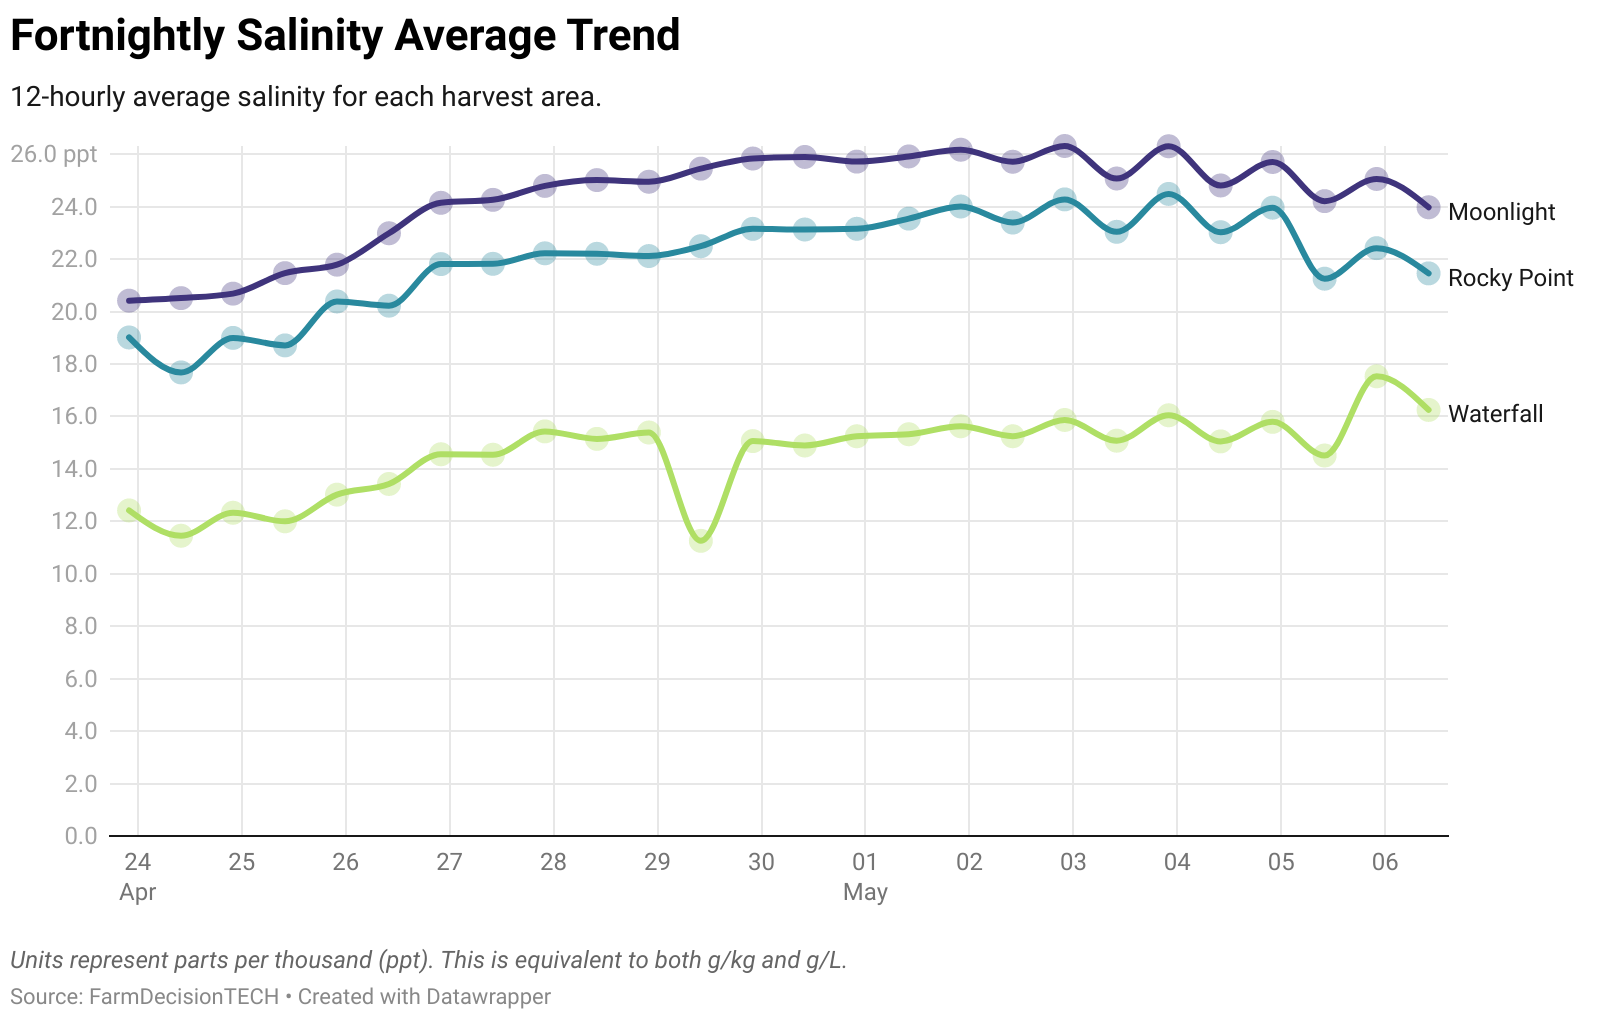 Fortnightly Salinity Average Trend
12-hourly average salinity for each harvest area.
26.0 ppt
24.0
22.0
20.0
18.0
16.0
14.0
12.0
10.0
8.0
6.0
4.0
2.0
0.0
Moonlight
Rocky Point
Waterfall
24 25 26 27 28 29 30 01 02 03 04 05 06
Apr May
Units represent parts per thousand (ppt). This is equivalent to both g/kg and g/L.
Source: FarmDecisionTECH • Created with Datawrapper